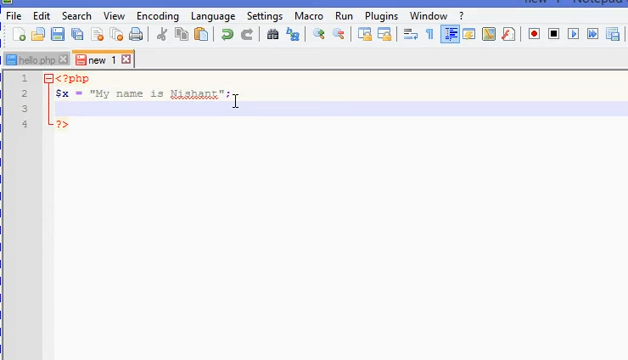 File Edit Search View Encoding Language Settings Macro Run Plugins Window ?
hello.php new 1
1 <?php
2 $x = "My name is Nishant";
3
4 ?>